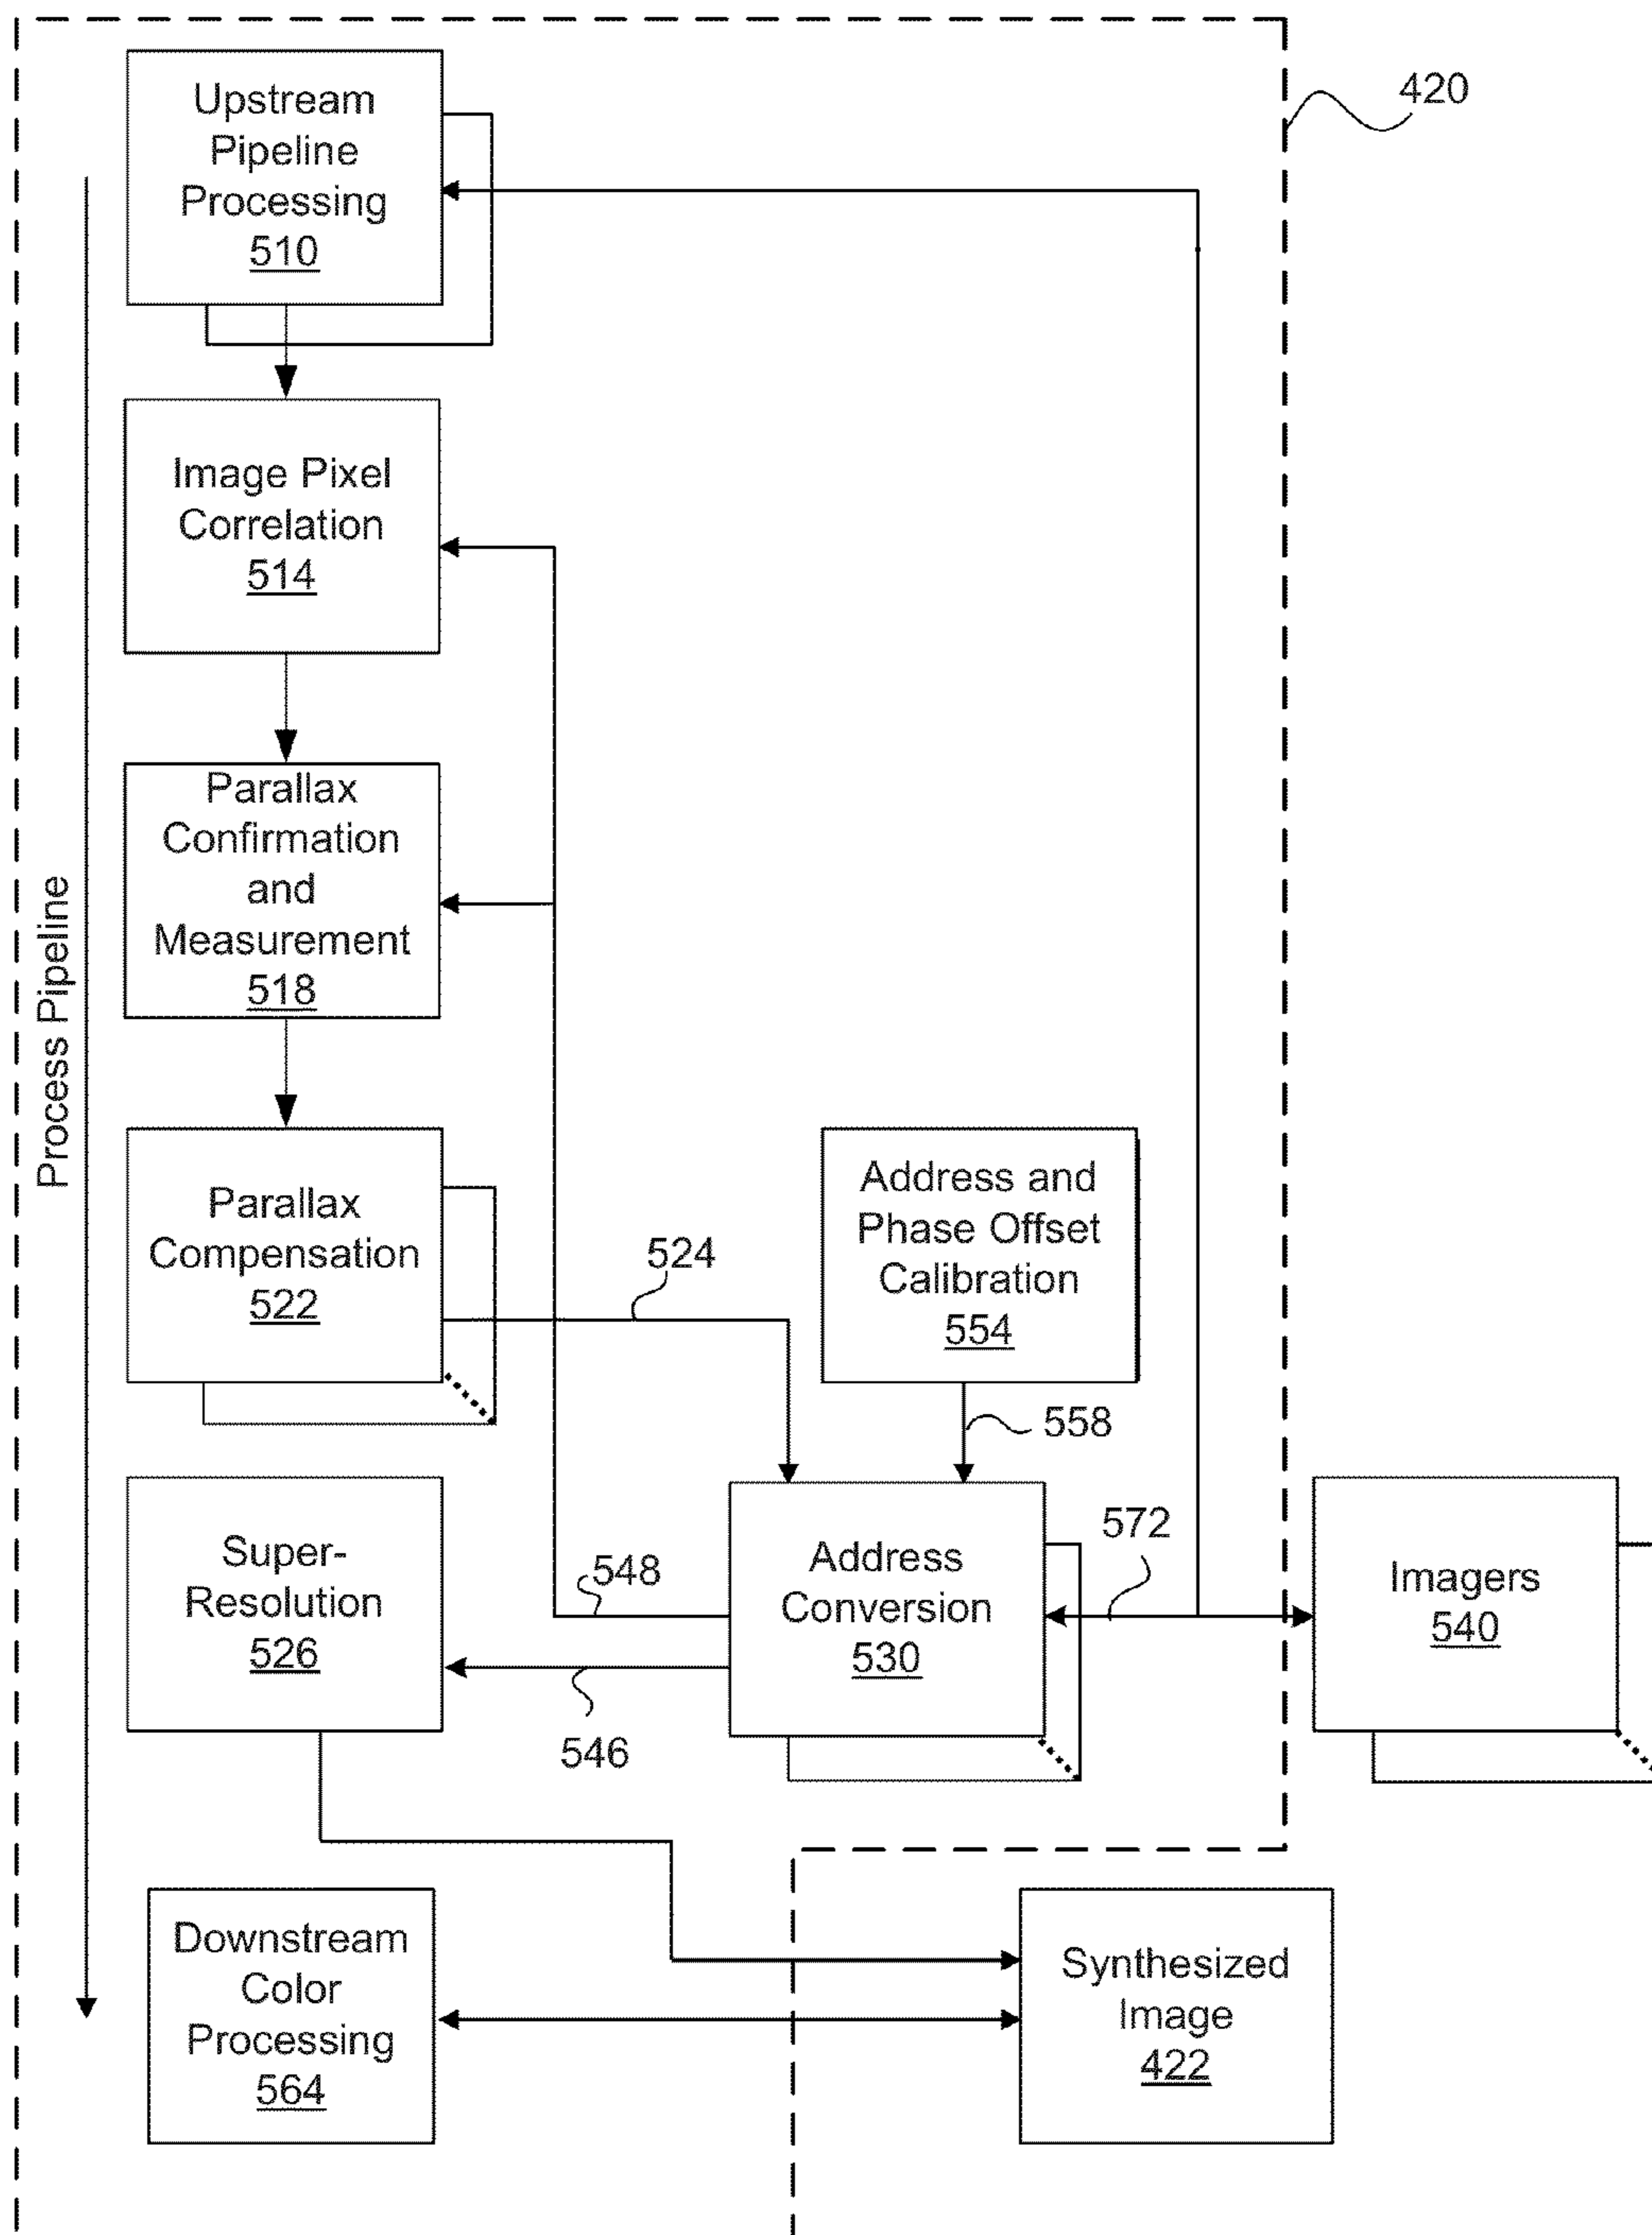 420
Upstream
Pipeline
Processing
510
Image Pixel
Correlation
514
Parallax
Confirmation
and
Measurement
518
Process Pipeline
Parallax
Compensation
522
524
Address and
Phase Offset
Calibration
554
558
Super-
Resolution
526
548
546
Address
Conversion
530
572
Imagers
540
Downstream
Color
Processing
564
Synthesized
Image
422